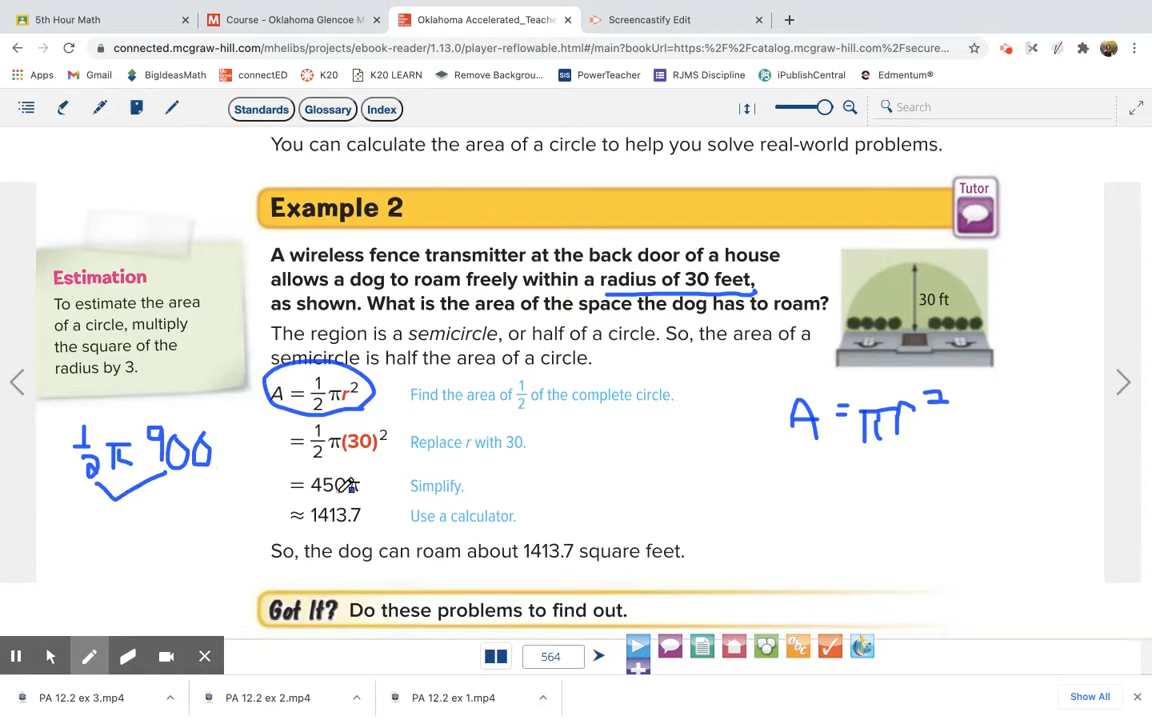 5th Hour Math
Course - Oklahoma Glencoe M
Oklahoma Accelerated_Teache
Screencastify Edit
connected.mcgraw-hill.com/mhelibs/projects/ebook-reader/1.13.0/player-reflowable.html#/main?bookUrl=https:%2F%2Fcatalog.mcgraw-hill.com%2Fsecure...
Apps
Gmail
BigIdeasMath
connectED
K20
K20 LEARN
Remove Backgrou...
PowerTeacher
RJMS Discipline
iPublishCentral
Edmentum®
Standards
Glossary
Index
Search
You can calculate the area of a circle to help you solve real-world problems.
Example 2
Tutor
A wireless fence transmitter at the back door of a house
allows a dog to roam freely within a radius of 30 feet,
as shown. What is the area of the space the dog has to roam?
30 ft
The region is a semicircle, or half of a circle. So, the area of a
semicircle is half the area of a circle.
Estimation
To estimate the area
of a circle, multiply
the square of the
radius by 3.
A = 1/2 πr²
Find the area of 1/2 of the complete circle.
A = πr²
= 1/2 π(30)²
Replace r with 30.
1/2 π 900
= 450π
Simplify.
≈ 1413.7
Use a calculator.
So, the dog can roam about 1413.7 square feet.
Got It? Do these problems to find out.
564
PA 12.2 ex 3.mp4
PA 12.2 ex 2.mp4
PA 12.2 ex 1.mp4
Show All